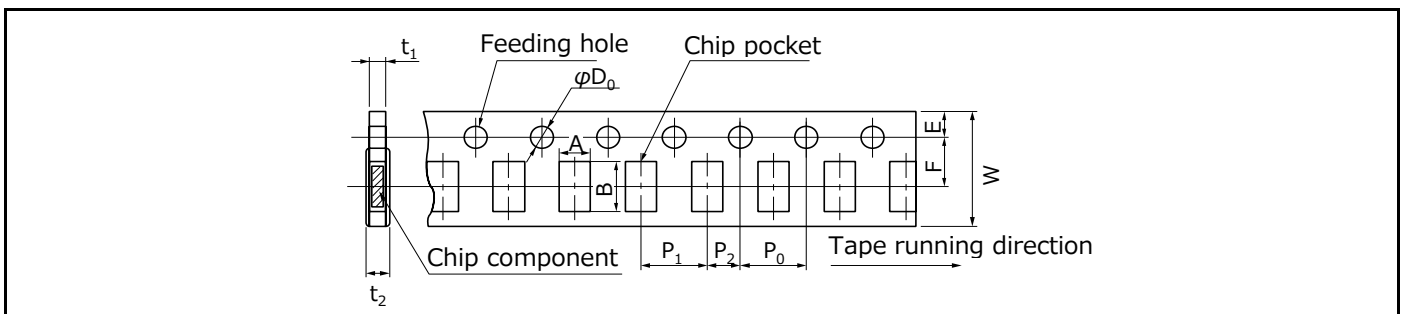 t₁
Feeding hole
Chip pocket
φD₀
A
B
E
F
W
P₁
P₂
P₀
Tape running direction
Chip component
t₂